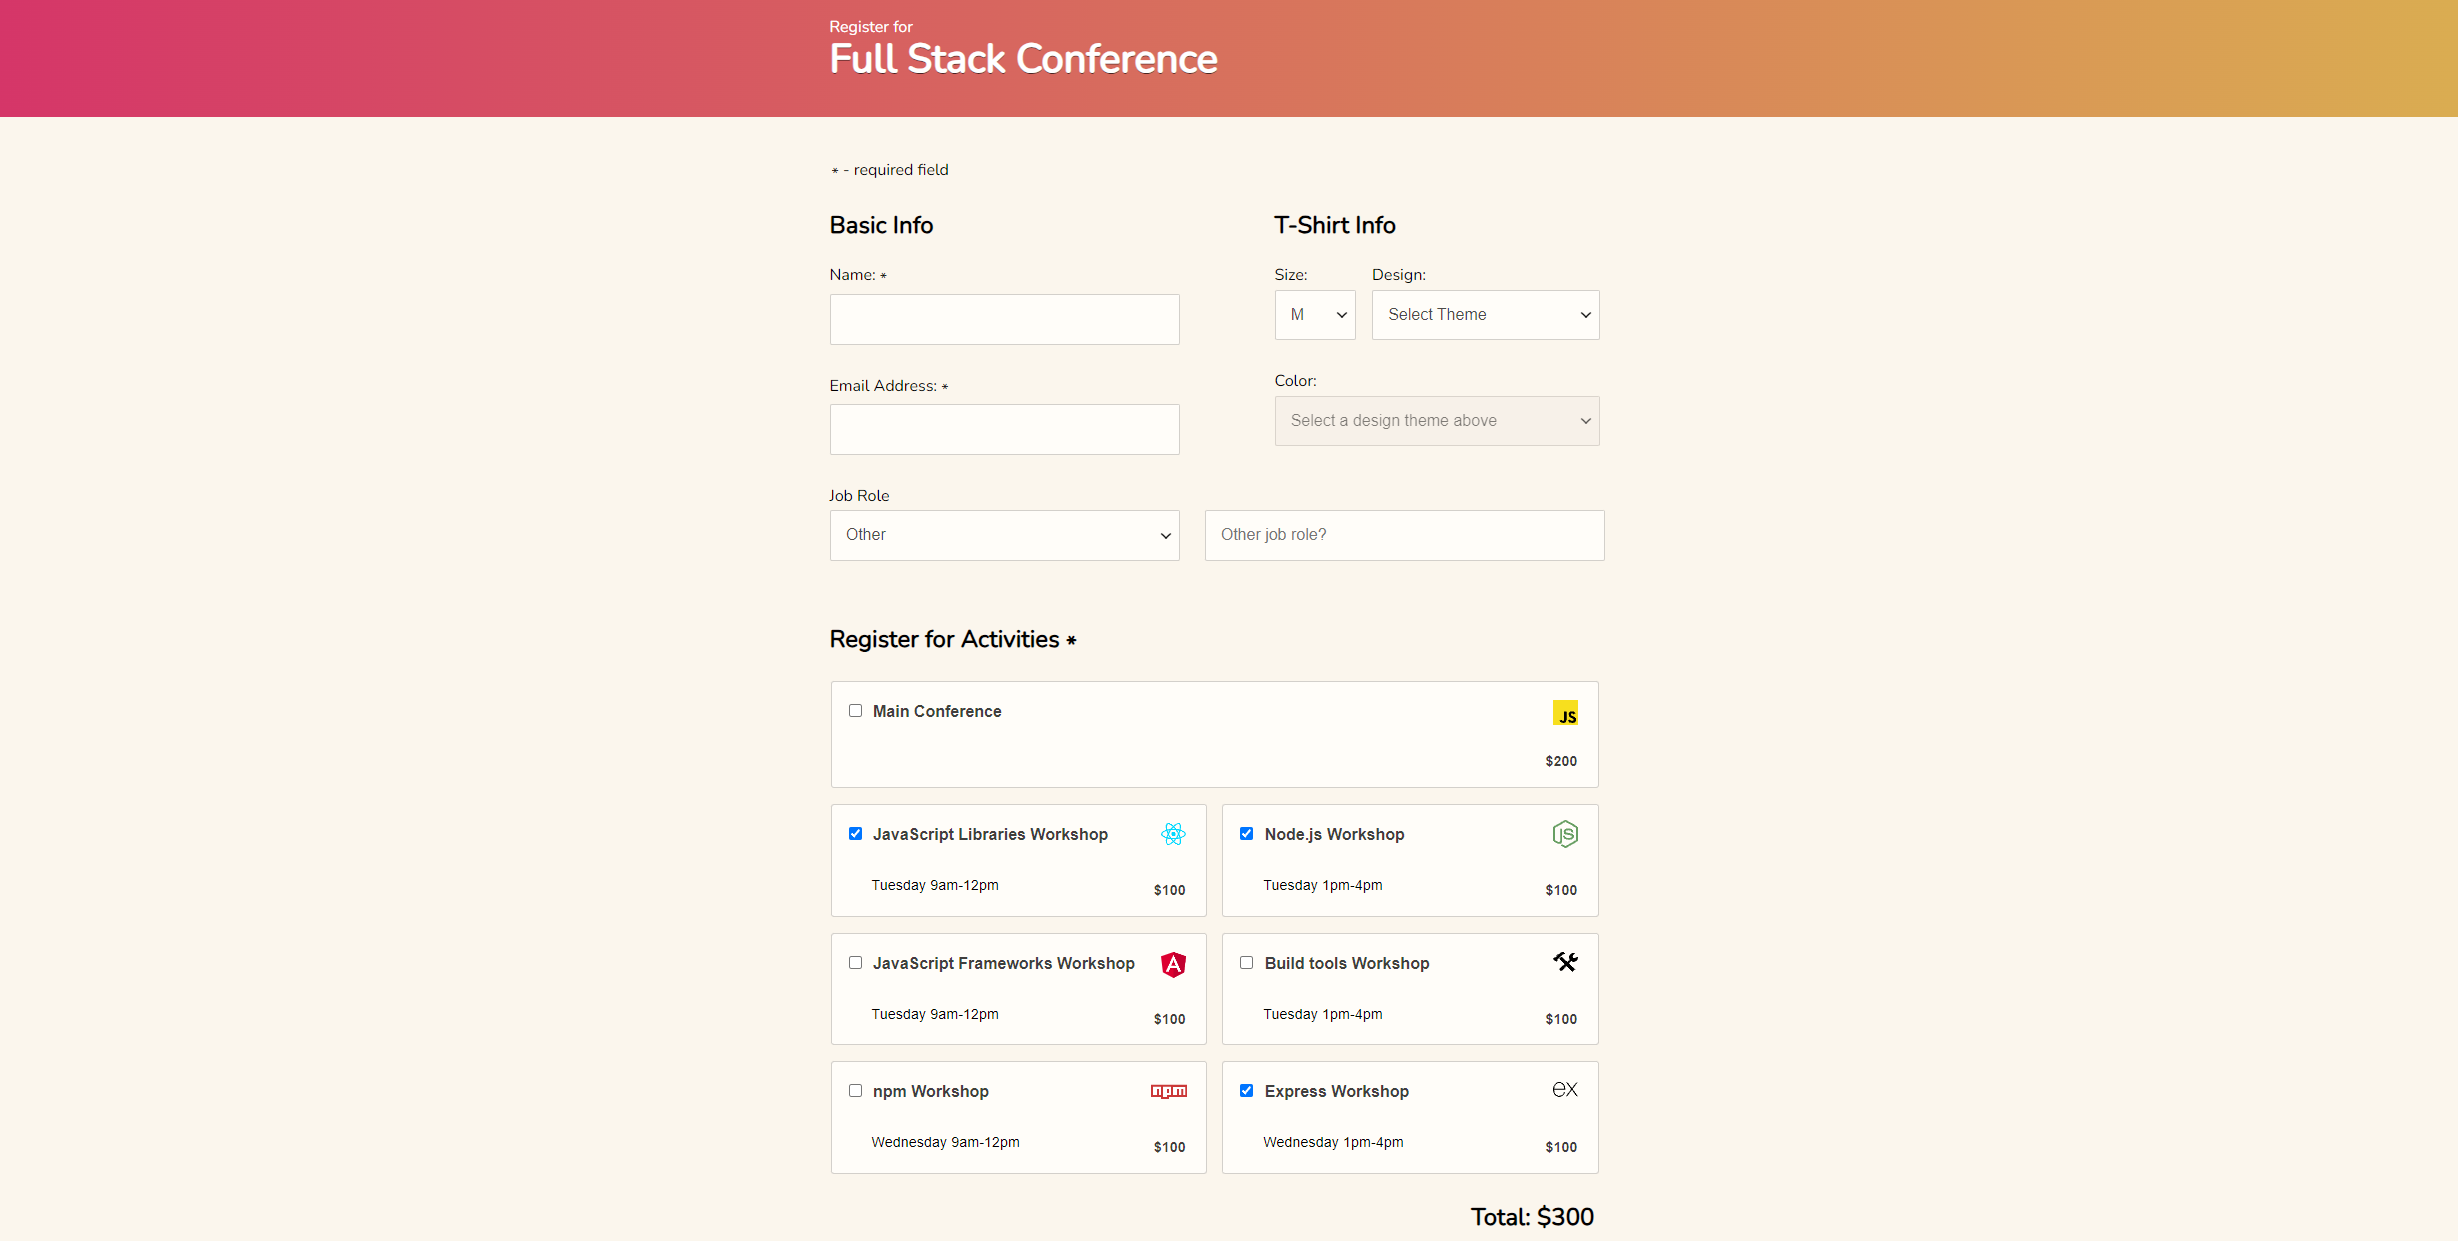 Register for
Full Stack Conference
* - required field
Basic Info
Name: *
Email Address: *
Job Role
Other
Other job role?
T-Shirt Info
Size:
Design:
M
Select Theme
Color:
Select a design theme above
Register for Activities *
Main Conference
JS
$200
JavaScript Libraries Workshop
Tuesday 9am-12pm
$100
Node.js Workshop
JS
Tuesday 1pm-4pm
$100
JavaScript Frameworks Workshop
A
Tuesday 9am-12pm
$100
Build tools Workshop
Tuesday 1pm-4pm
$100
npm Workshop
npm
Wednesday 9am-12pm
$100
Express Workshop
ex
Wednesday 1pm-4pm
$100
Total: $300